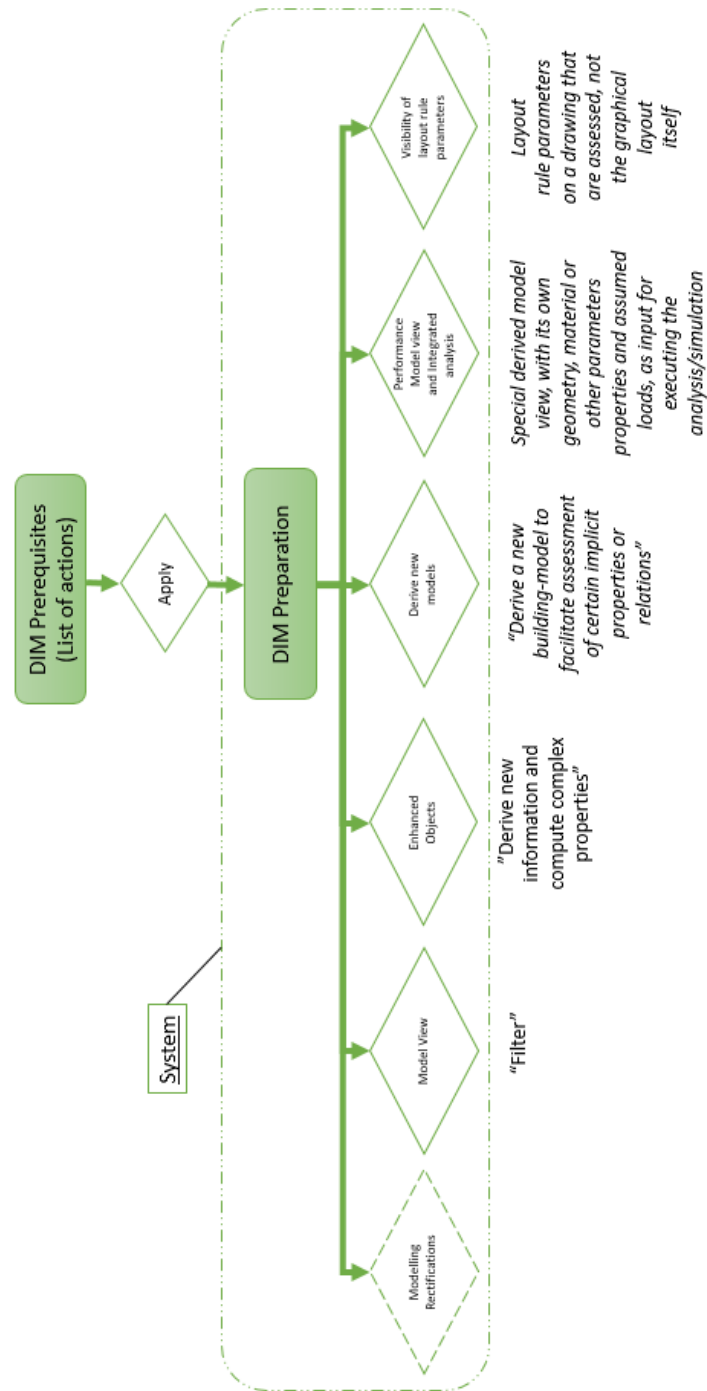 DIM Prerequisites
(List of actions)
Apply
System
DIM Preparation
Modelling
Rectifications
Model View
Enhanced
Objects
Derive new
models
Performance
Model view
and Integrated
analysis
Visibility of
layout rule
parameters
“Filter”
”Derive new
information and
compute complex
properties”
“Derive a new
building-model to
facilitate assessment
of certain implicit
properties or
relations”
Special derived model
view, with its own
geometry, material or
other parameters
properties and assumed
loads, as input for
executing the
analysis/simulation
Layout
rule parameters
on a drawing that
are assessed, not
the graphical
layout
itself